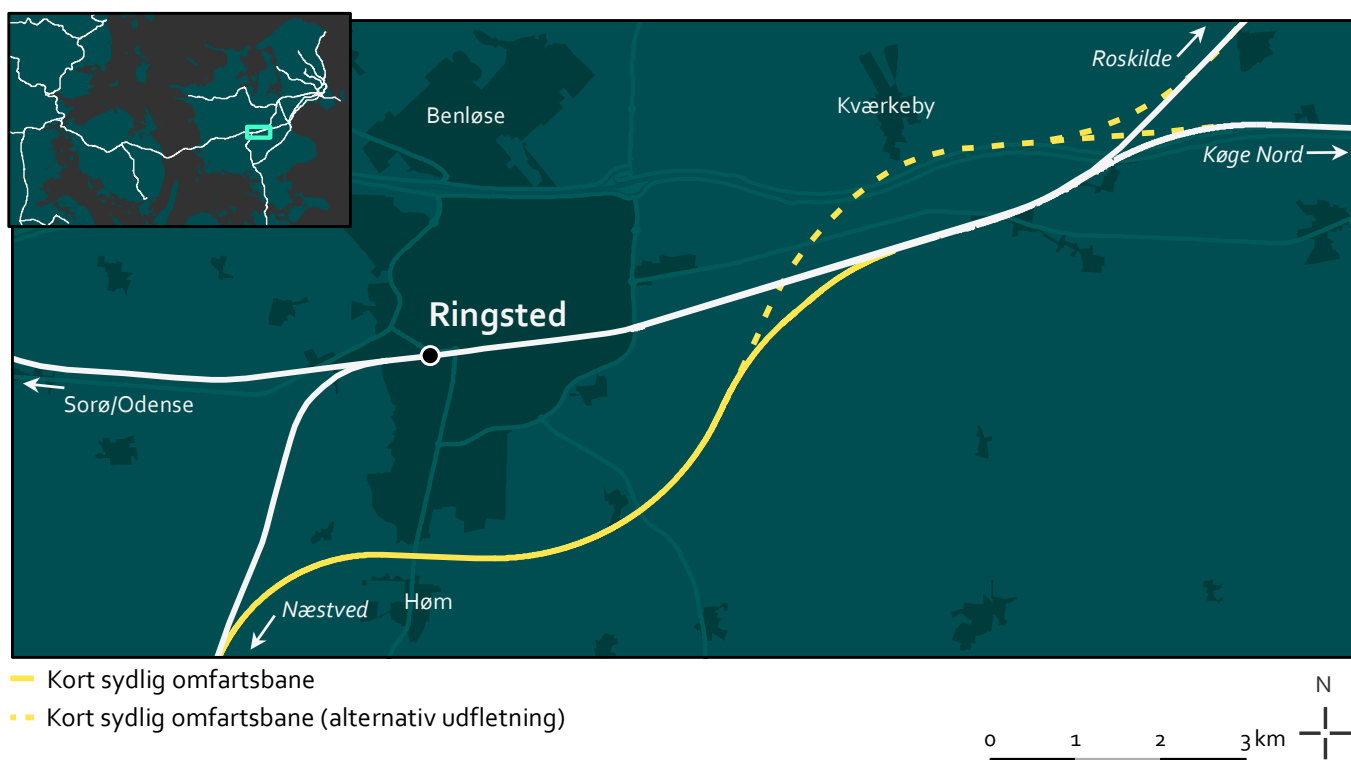 Roskilde
Benløse
Kværkeby
Køge Nord
Ringsted
Sorø/Odense
Næstved
Høm
Kort sydlig omfartsbane
Kort sydlig omfartsbane (alternativ udfletning)
N
0 1 2 3 km